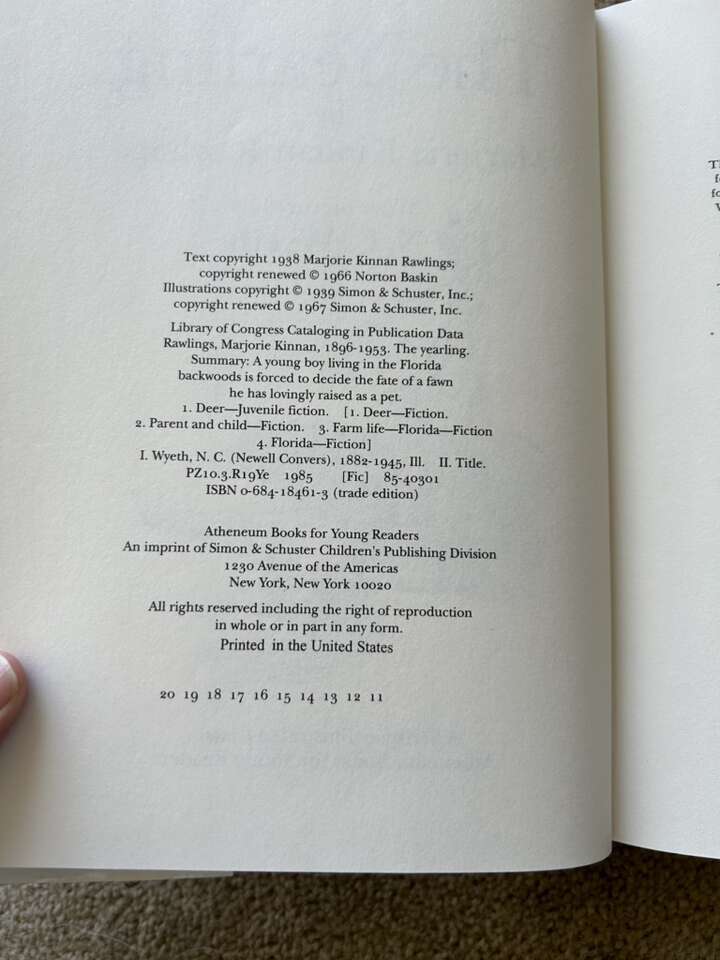 Text copyright 1938 Marjorie Kinnan Rawlings;
copyright renewed © 1966 Norton Baskin
Illustrations copyright © 1939 Simon & Schuster, Inc.;
copyright renewed © 1967 Simon & Schuster, Inc.
Library of Congress Cataloging in Publication Data
Rawlings, Marjorie Kinnan, 1896-1953. The yearling.
Summary: A young boy living in the Florida
backwoods is forced to decide the fate of a fawn
he has lovingly raised as a pet.
1. Deer—Juvenile fiction. [1. Deer—Fiction.
2. Parent and child—Fiction. 3. Farm life—Florida—Fiction
4. Florida—Fiction]
I. Wyeth, N. C. (Newell Convers), 1882-1945, Ill. II. Title.
PZ10.3.R19Ye 1985 [Fic] 85-40301
ISBN 0-684-18461-3 (trade edition)
Atheneum Books for Young Readers
An imprint of Simon & Schuster Children's Publishing Division
1230 Avenue of the Americas
New York, New York 10020
All rights reserved including the right of reproduction
in whole or in part in any form.
Printed in the United States
20 19 18 17 16 15 14 13 12 11